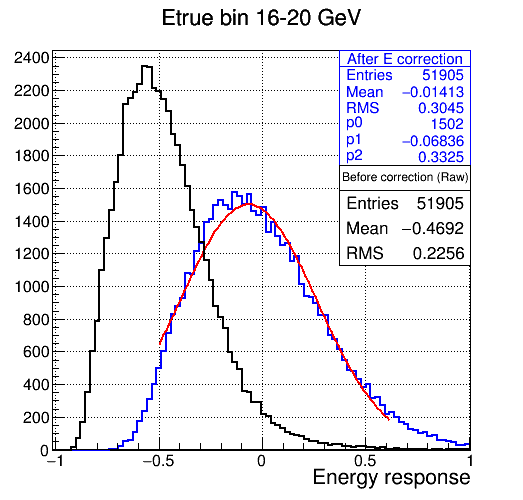 Etrue bin 16-20 GeV
After E correction
Entries 51905
Mean −0.01413
RMS 0.3045
p0 1502
p1 −0.06836
p2 0.3325
Before correction (Raw)
Entries 51905
Mean −0.4692
RMS 0.2256
2400
2200
2000
1800
1600
1400
1200
1000
800
600
400
200
0
−1 −0.5 0 0.5 1
Energy response